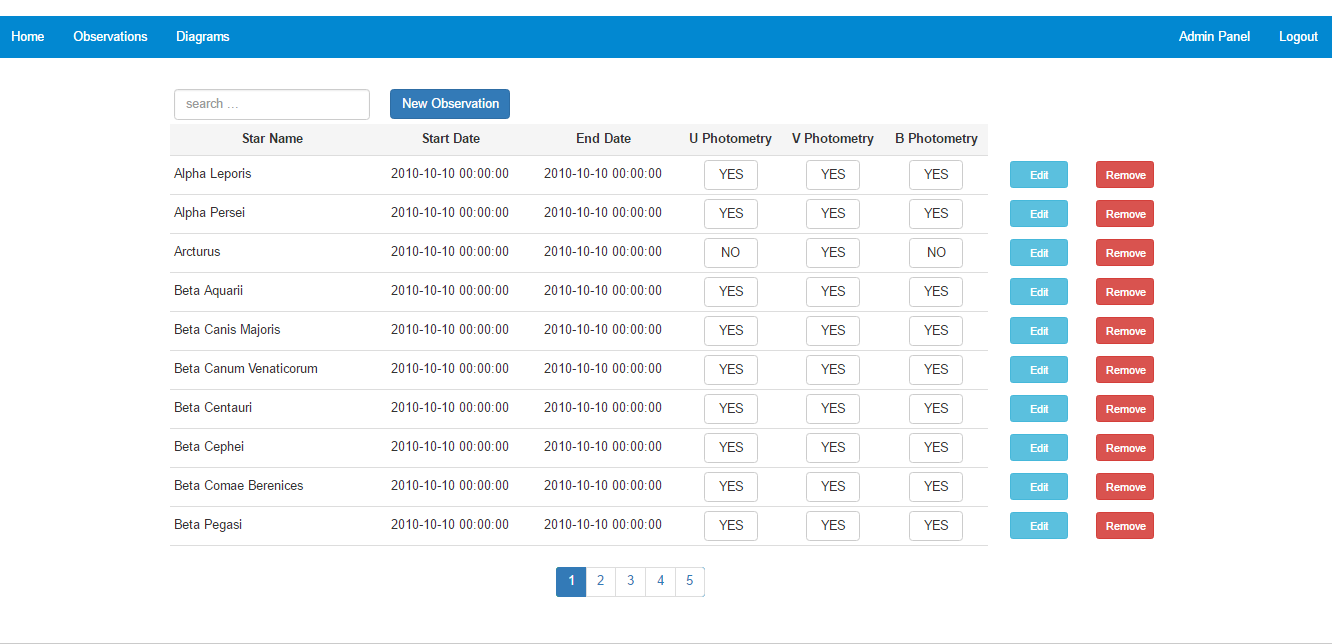 Home Observations Diagrams Admin Panel Logout
search ... New Observation
Star Name Start Date End Date U Photometry V Photometry B Photometry
Alpha Leporis 2010-10-10 00:00:00 2010-10-10 00:00:00 YES YES YES Edit Remove
Alpha Persei 2010-10-10 00:00:00 2010-10-10 00:00:00 YES YES YES Edit Remove
Arcturus 2010-10-10 00:00:00 2010-10-10 00:00:00 NO YES NO Edit Remove
Beta Aquarii 2010-10-10 00:00:00 2010-10-10 00:00:00 YES YES YES Edit Remove
Beta Canis Majoris 2010-10-10 00:00:00 2010-10-10 00:00:00 YES YES YES Edit Remove
Beta Canum Venaticorum 2010-10-10 00:00:00 2010-10-10 00:00:00 YES YES YES Edit Remove
Beta Centauri 2010-10-10 00:00:00 2010-10-10 00:00:00 YES YES YES Edit Remove
Beta Cephei 2010-10-10 00:00:00 2010-10-10 00:00:00 YES YES YES Edit Remove
Beta Comae Berenices 2010-10-10 00:00:00 2010-10-10 00:00:00 YES YES YES Edit Remove
Beta Pegasi 2010-10-10 00:00:00 2010-10-10 00:00:00 YES YES YES Edit Remove
1 2 3 4 5